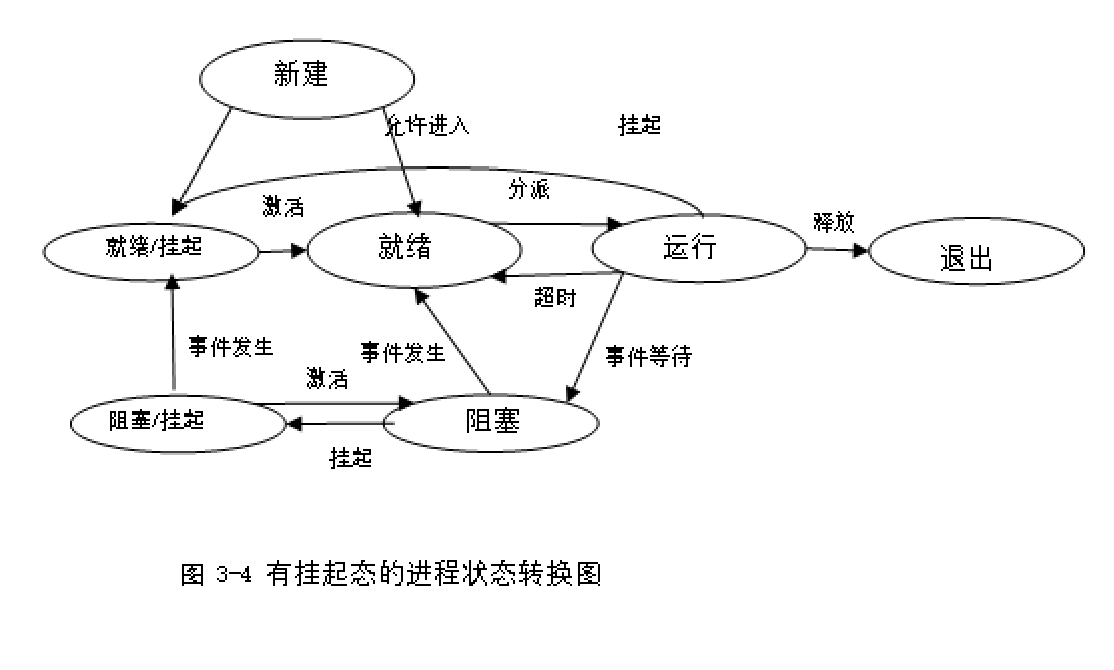 新建
允许进入
挂起
分派
激活
释放
就绪/挂起
就绪
运行
退出
超时
事件发生
事件发生
事件等待
激活
阻塞/挂起
阻塞
挂起
图 3-4 有挂起态的进程状态转换图